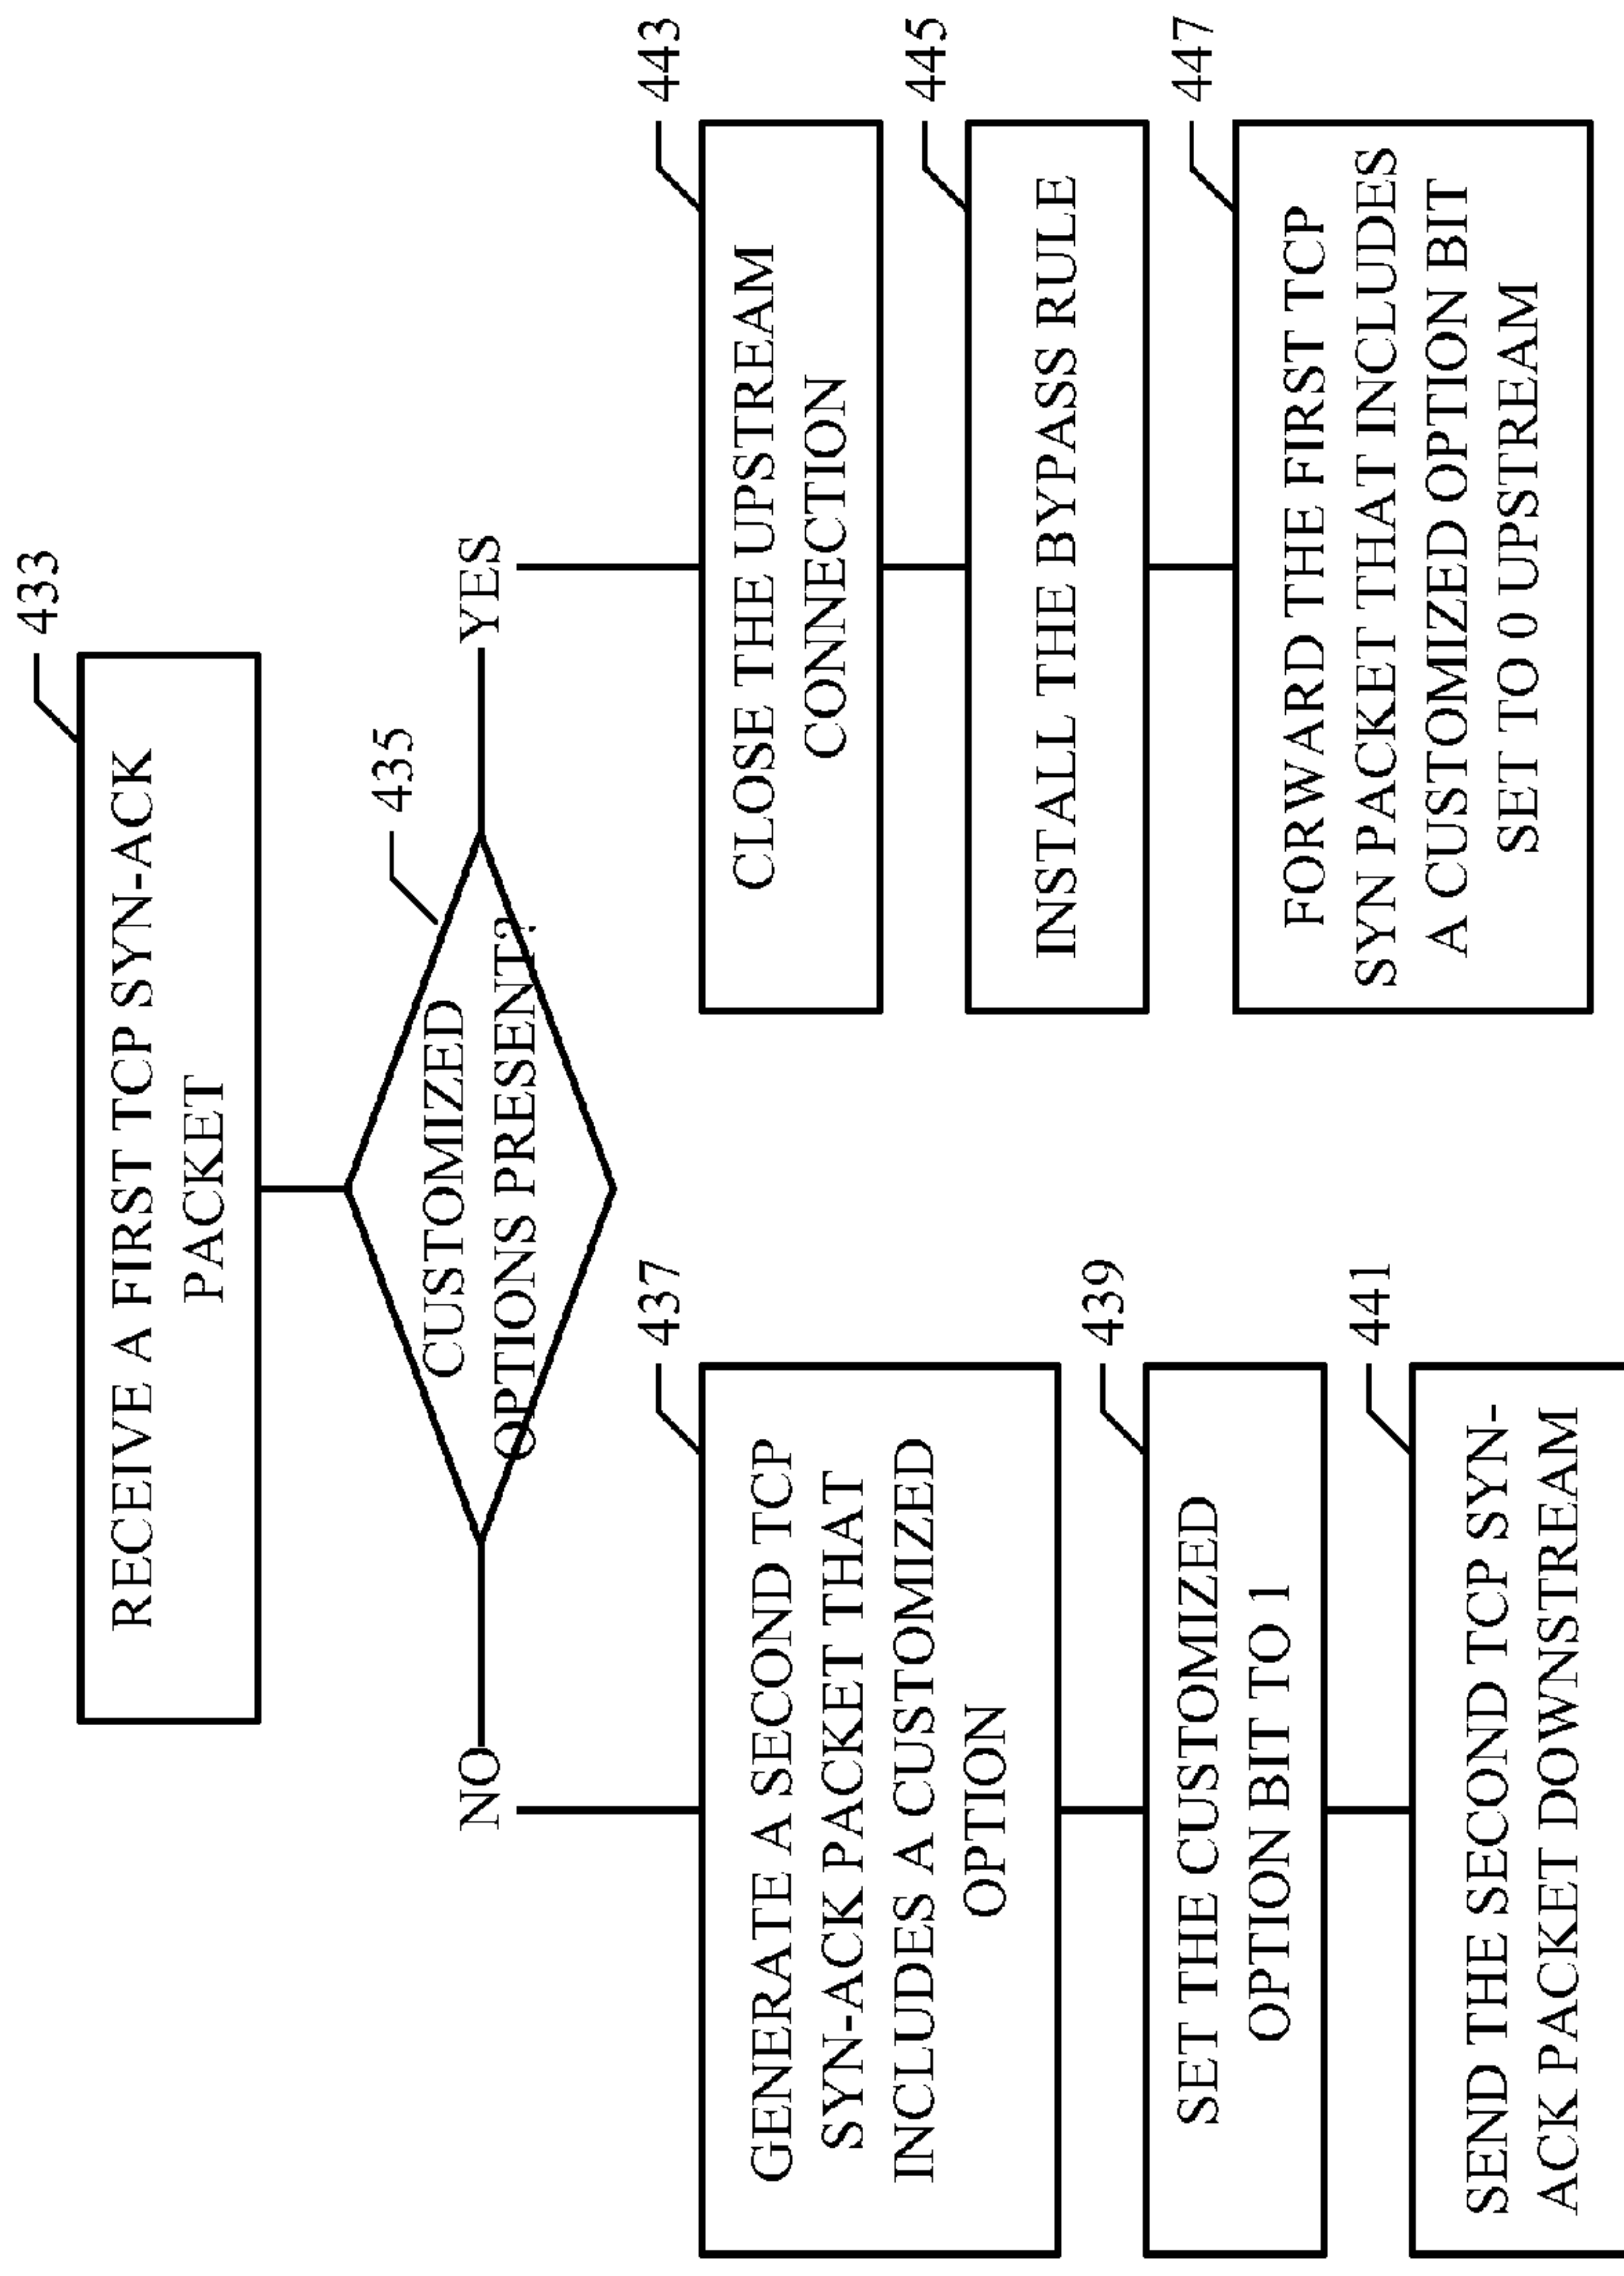 433
RECEIVE A FIRST TCP SYN-ACK
PACKET
435
CUSTOMIZED
OPTIONS PRESENT?
NO
YES
437
GENERATE A SECOND TCP
SYN-ACK PACKET THAT
INCLUDES A CUSTOMIZED
OPTION
439
SET THE CUSTOMIZED
OPTION BIT TO 1
441
SEND THE SECOND TCP SYN-
ACK PACKET DOWNSTREAM
443
CLOSE THE UPSTREAM
CONNECTION
445
INSTALL THE BYPASS RULE
447
FORWARD THE FIRST TCP
SYN PACKET THAT INCLUDES
A CUSTOMIZED OPTION BIT
SET TO 0 UPSTREAM